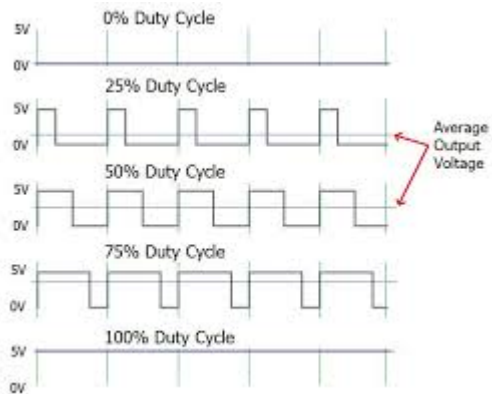 0% Duty Cycle
5V
0V
25% Duty Cycle
5V
0V
Average
Output
Voltage
50% Duty Cycle
5V
0V
75% Duty Cycle
5V
0V
100% Duty Cycle
5V
0V